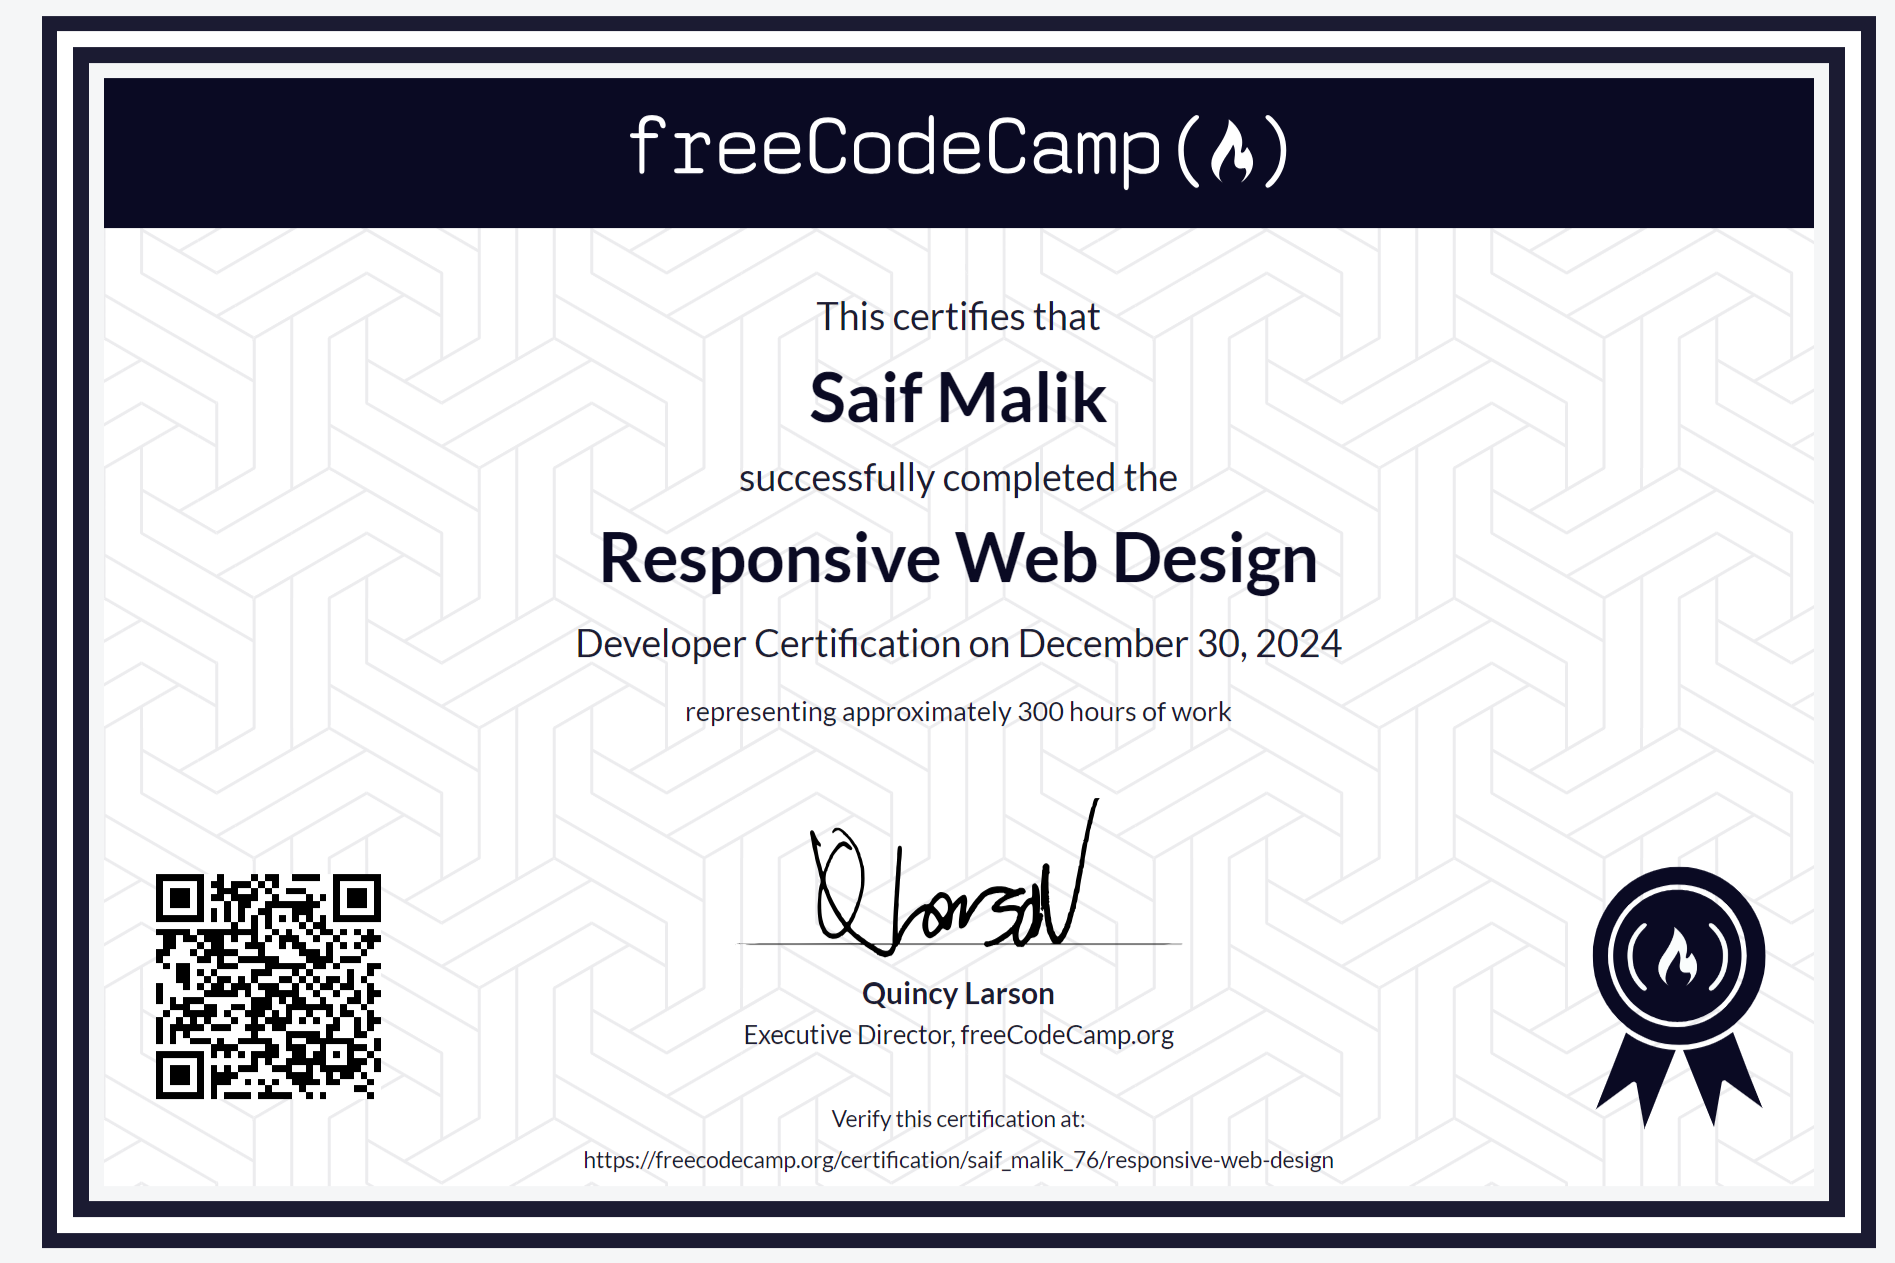 freeCodeCamp
This certifies that
Saif Malik
successfully completed the
Responsive Web Design
Developer Certification on December 30, 2024
representing approximately 300 hours of work
QLarson
Quincy Larson
Executive Director, freeCodeCamp.org
Verify this certification at:
https://freecodecamp.org/certification/saif_malik_76/responsive-web-design